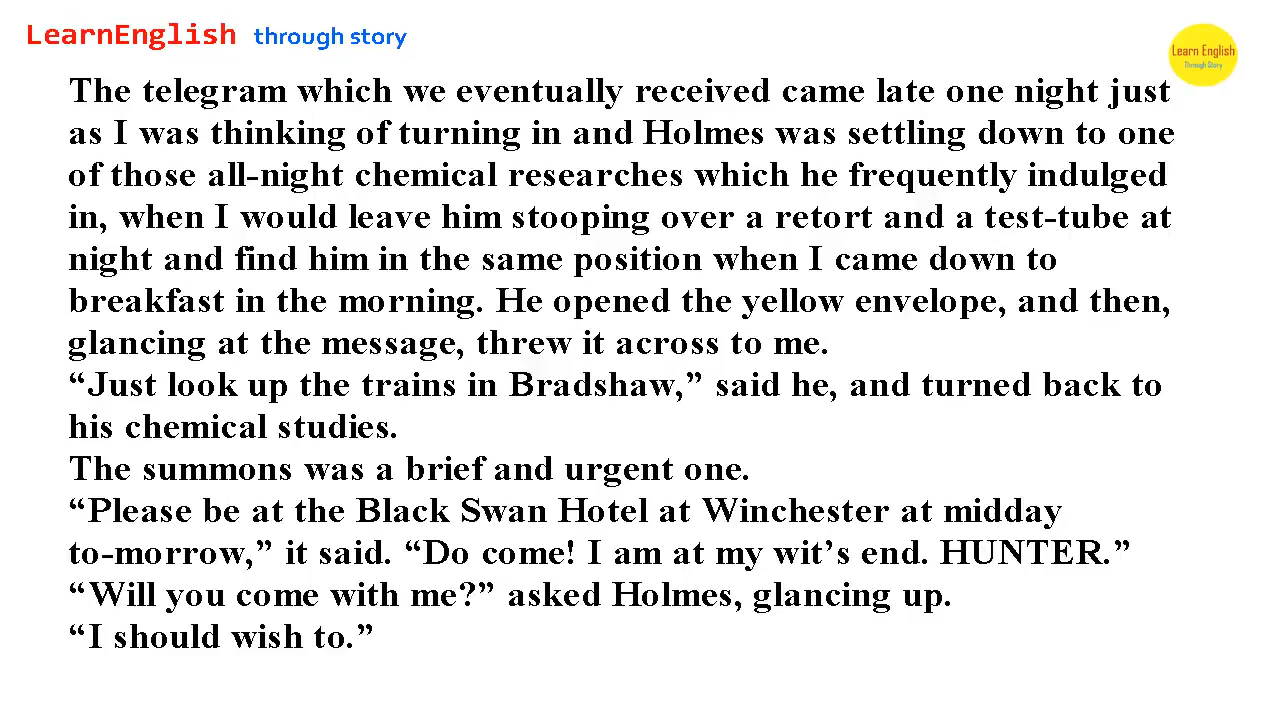 LearnEnglish through story
Learn English
Through Story
The telegram which we eventually received came late one night just
as I was thinking of turning in and Holmes was settling down to one
of those all-night chemical researches which he frequently indulged
in, when I would leave him stooping over a retort and a test-tube at
night and find him in the same position when I came down to
breakfast in the morning. He opened the yellow envelope, and then,
glancing at the message, threw it across to me.
“Just look up the trains in Bradshaw,” said he, and turned back to
his chemical studies.
The summons was a brief and urgent one.
“Please be at the Black Swan Hotel at Winchester at midday
to-morrow,” it said. “Do come! I am at my wit’s end. HUNTER.”
“Will you come with me?” asked Holmes, glancing up.
“I should wish to.”